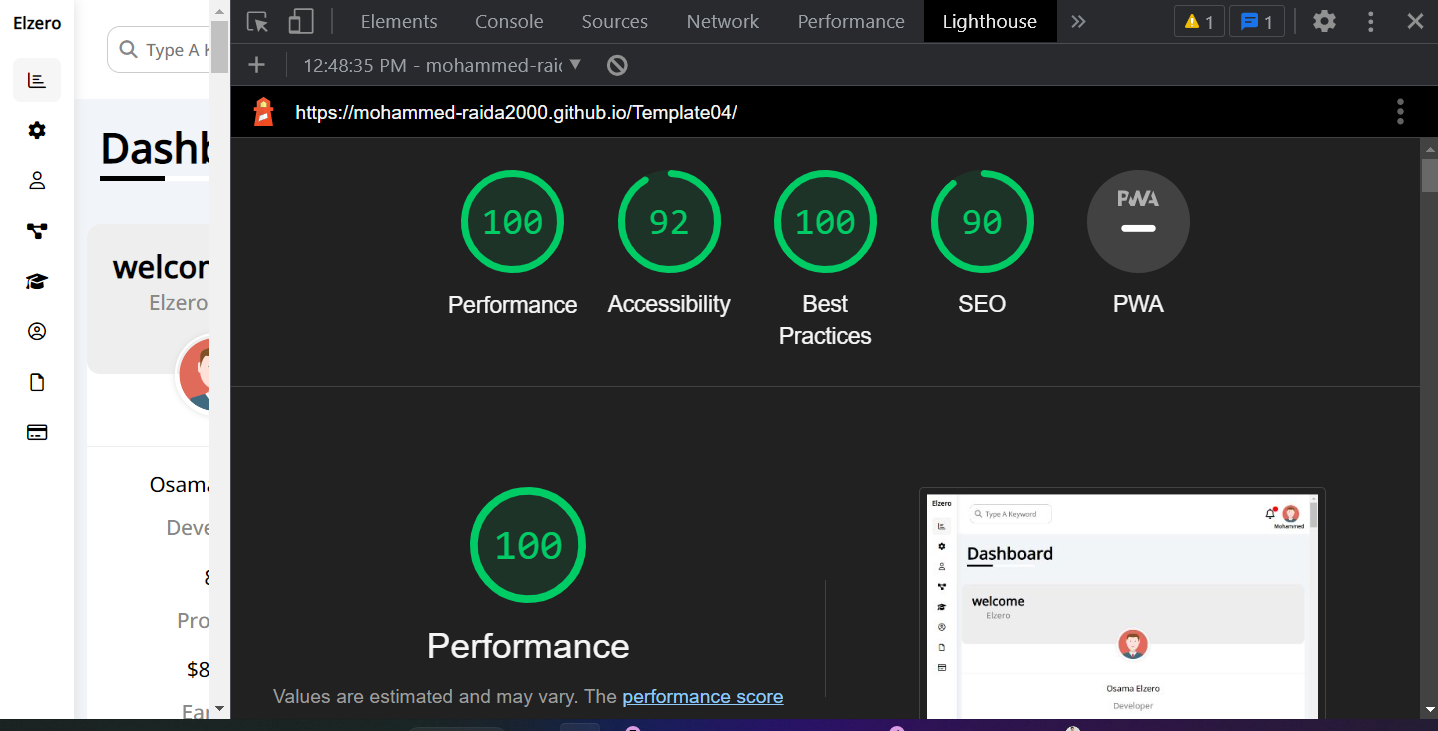 Elzero
Type A K
Dashb
welcom
Elzero
Osama
Deve
8
Pro
$8
Ear
Elements Console Sources Network Performance Lighthouse
1 1
12:48:35 PM - mohammed-raid
https://mohammed-raida2000.github.io/Template04/
100 92 100 90 PWA
Performance Accessibility Best Practices SEO PWA
100
Performance
Values are estimated and may vary. The performance score
Elzero
Type A Keyword
Mohammed
Dashboard
welcome
Elzero
Osama Elzero
Developer